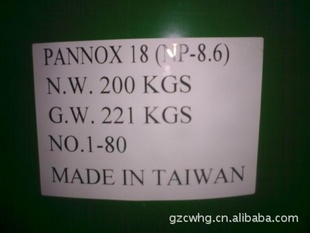 PANNOX 18 (NP-8.6)
N.W. 200 KGS
G.W. 221 KGS
NO.1-80
MADE IN TAIWAN
gzcwhg.cn.alibaba.com